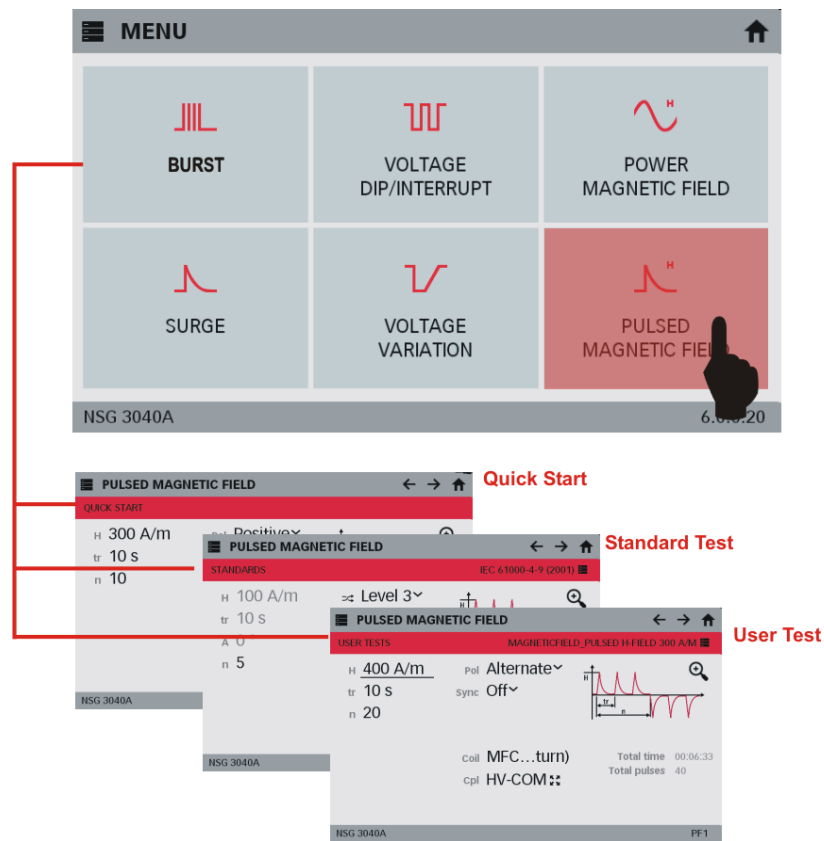 MENU
BURST
VOLTAGE
DIP/INTERRUPT
POWER
MAGNETIC FIELD
H
SURGE
VOLTAGE
VARIATION
H
PULSED
MAGNETIC
NSG 3040A
Quick Start
PULSED MAGNETIC FIELD
QUICK START
H 300 A/m
Positive
tr 10 s
n 10
NSG 3040A
Standard Test
PULSED MAGNETIC FIELD
STANDARDS IEC 61000-4-9 (2001)
H 100 A/m Level 3
H
tr 10 s
A 0
n 5
NSG 3040A
User Test
PULSED MAGNETIC FIELD
USER TESTS MAGNETICFIELD_PULSED H-FIELD 300 A/M
H 400 A/m Pol Alternate
tr 10 s Sync Off
n 20
H
tr
n
Coil MFC...turn) Total time 00:06:33
Cpl HV-COM Total pulses 40
NSG 3040A PF1